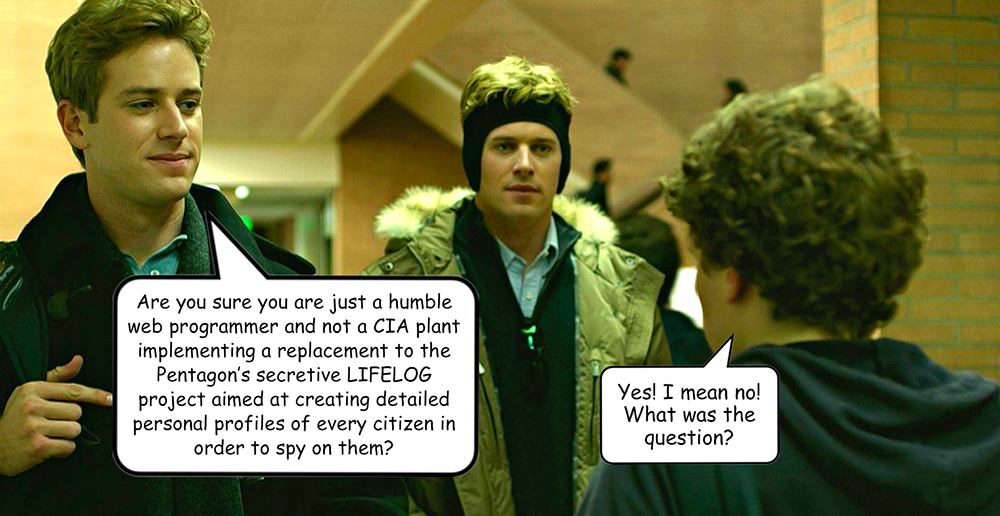 Are you sure you are just a humble
web programmer and not a CIA plant
implementing a replacement to the
Pentagon's secretive LIFELOG
project aimed at creating detailed
personal profiles of every citizen in
order to spy on them?
Yes! I mean no!
What was the
question?